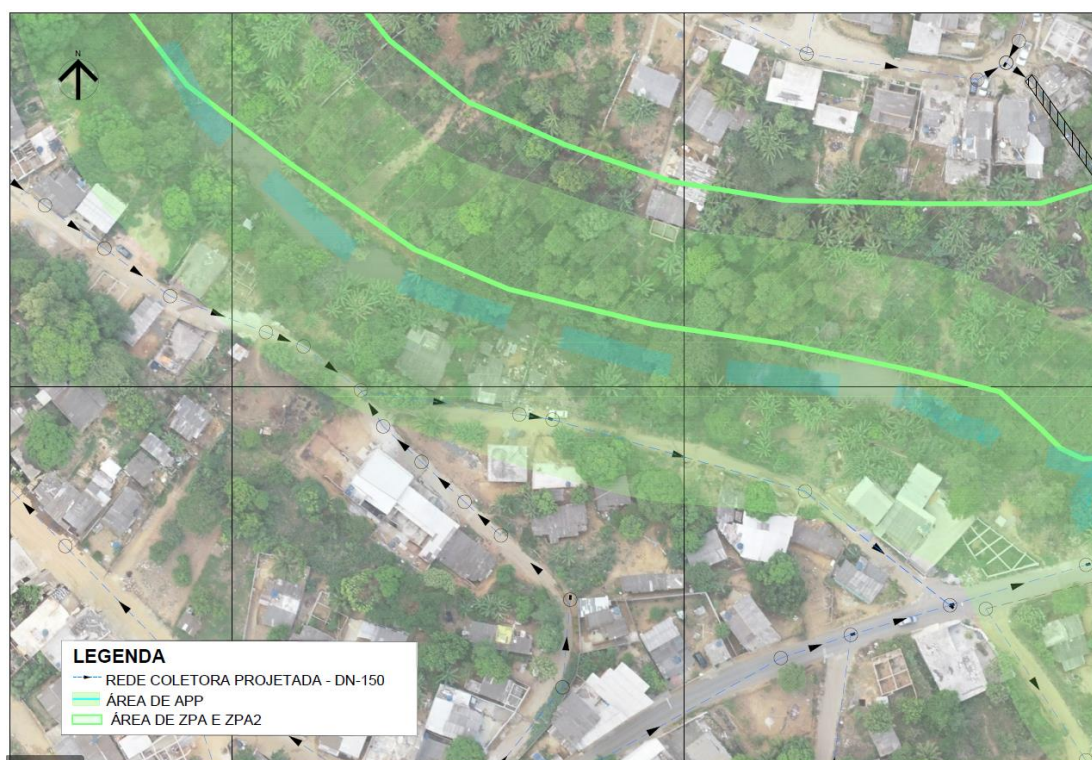 N
LEGENDA
REDE COLETORA PROJETADA - DN-150
ÁREA DE APP
ÁREA DE ZPA E ZPA2